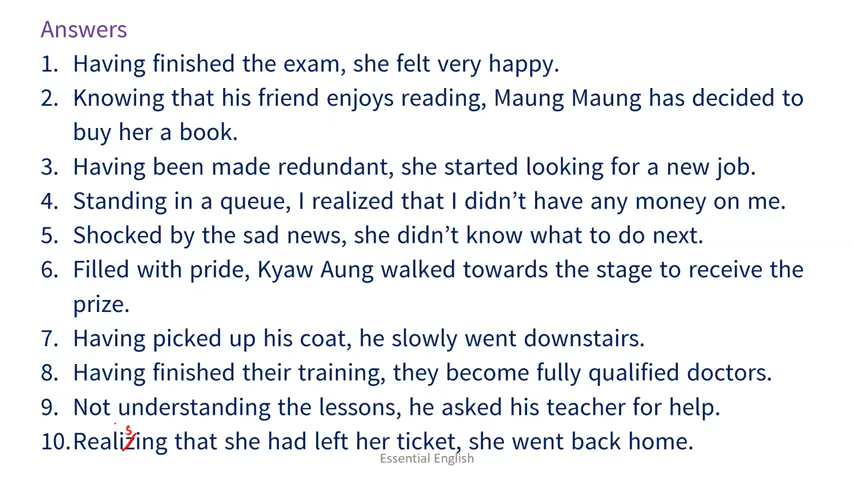 Answers
1. Having finished the exam, she felt very happy.
2. Knowing that his friend enjoys reading, Maung Maung has decided to
buy her a book.
3. Having been made redundant, she started looking for a new job.
4. Standing in a queue, I realized that I didn't have any money on me.
5. Shocked by the sad news, she didn't know what to do next.
6. Filled with pride, Kyaw Aung walked towards the stage to receive the
prize.
7. Having picked up his coat, he slowly went downstairs.
8. Having finished their training, they become fully qualified doctors.
9. Not understanding the lessons, he asked his teacher for help.
s
10. Realizing that she had left her ticket, she went back home.
Essential English